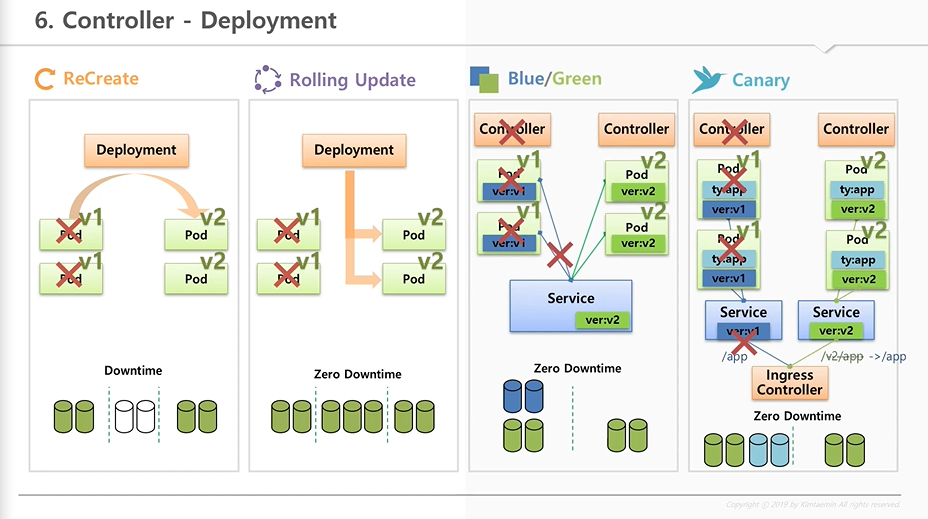 6. Controller - Deployment
ReCreate
Deployment
v1
Pod
v2
Pod
v1
Pod
v2
Pod
Downtime
Rolling Update
Deployment
v1
Pod
v2
Pod
v1
Pod
v2
Pod
Zero Downtime
Blue/Green
Controller
Controller
v1
Pod
ver:v1
v2
Pod
ver:v2
v1
Pod
ver:v1
v2
Pod
ver:v2
Service
ver:v2
Zero Downtime
Canary
Controller
Controller
v1
Pod
ty:app
ver:v1
v2
Pod
ty:app
ver:v2
v1
Pod
ty:app
ver:v1
v2
Pod
ty:app
ver:v2
Service
ver:v1
Service
ver:v2
/app
/v2/app ->/app
Ingress
Controller
Zero Downtime
Copyright ⓒ 2019 by Kimtaemin All rights reserved.